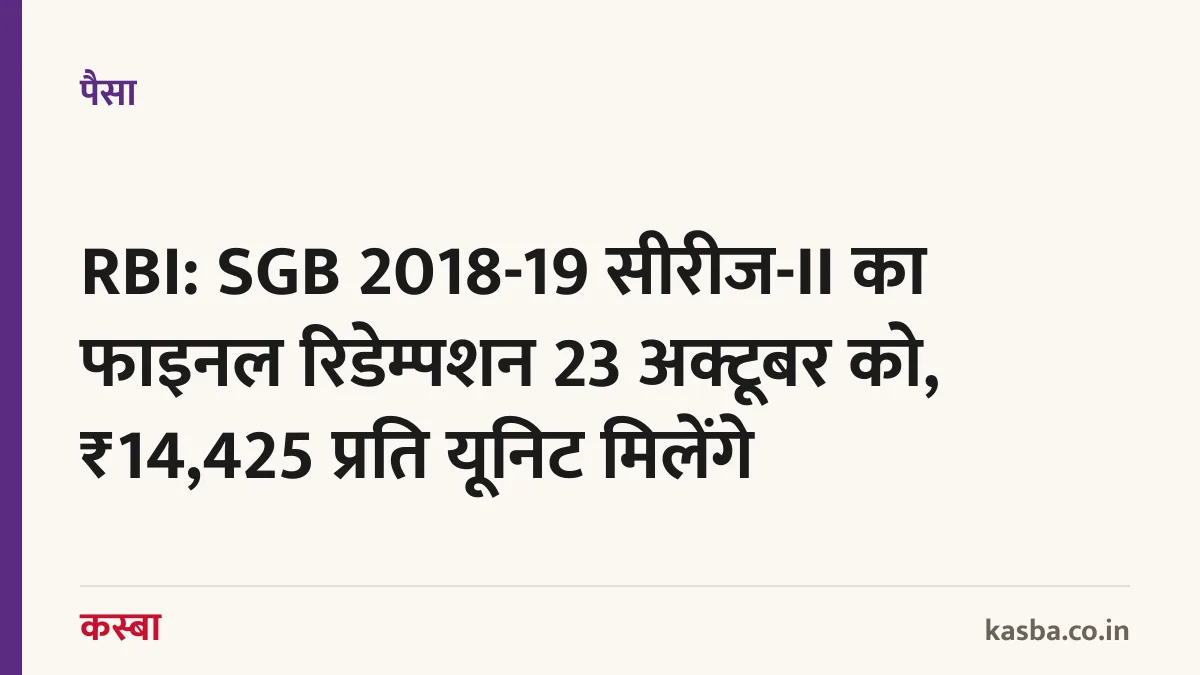 पैसा
RBI: SGB 2018-19 सीरीज-II का
फाइनल रिडेम्पशन 23 अक्टूबर को,
₹14,425 प्रति यूनिट मिलेंगे
कस्बा
kasba.co.in